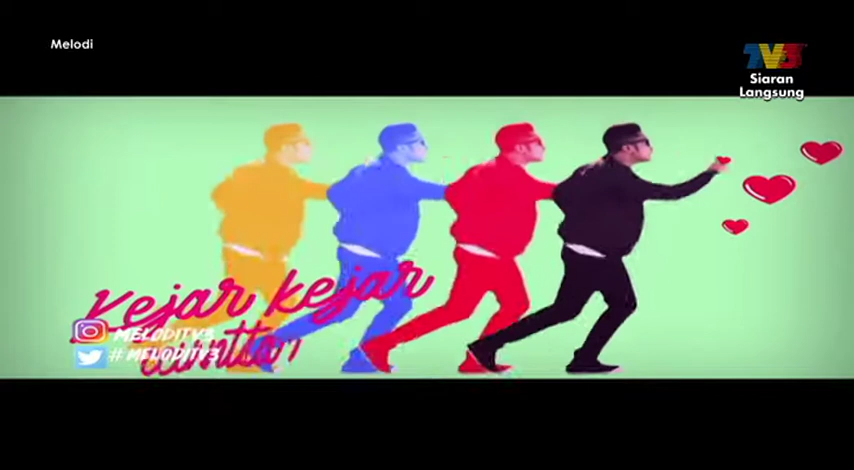 Melodi
TV3
Siaran
Langsung
Kejar kejar
MELODITV3
#MELODITV3